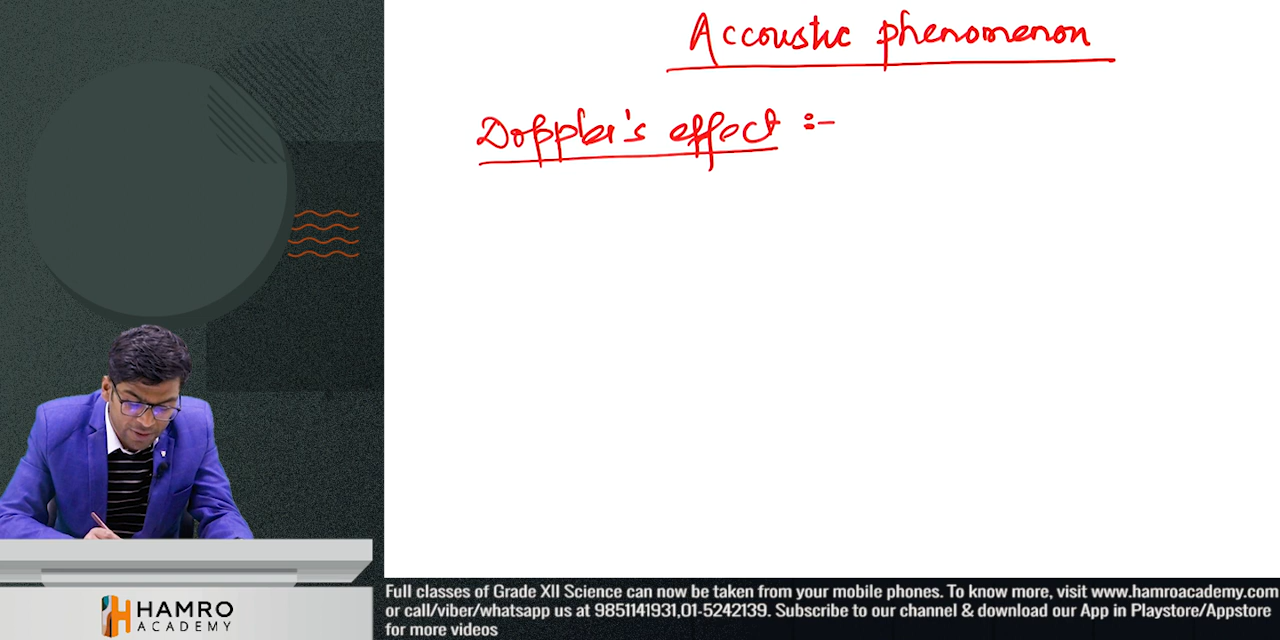 Accoustic phenomenon
Doppler's effect :-
HAMRO
ACADEMY
Full classes of Grade XII Science can now be taken from your mobile phones. To know more, visit www.hamroacademy.com
or call/viber/whatsapp us at 9851141931,01-5242139. Subscribe to our channel & download our App in Playstore/Appstore
for more videos